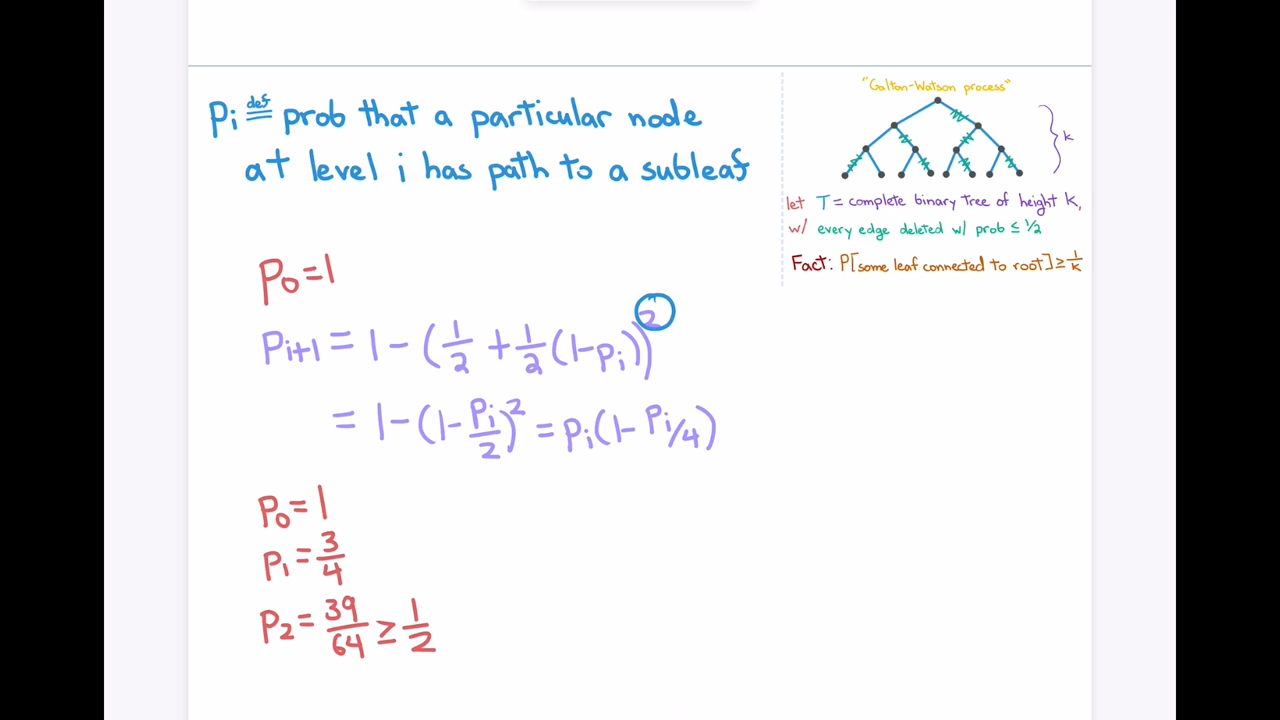 Pi def= prob that a particular node
at level i has path to a subleaf
P0=1
Pi+1 = 1-(1/2+1/2(1-Pi))^2
= 1-(1-Pi/2)^2 = Pi(1-Pi/4)
P0=1
P1=3/4
P2=39/64 ≥ 1/2
"Galton-Watson process"
k
let T = complete binary tree of height k,
w/ every edge deleted w/ prob ≤ 1/2
Fact: P[some leaf connected to root] ≥ 1/k